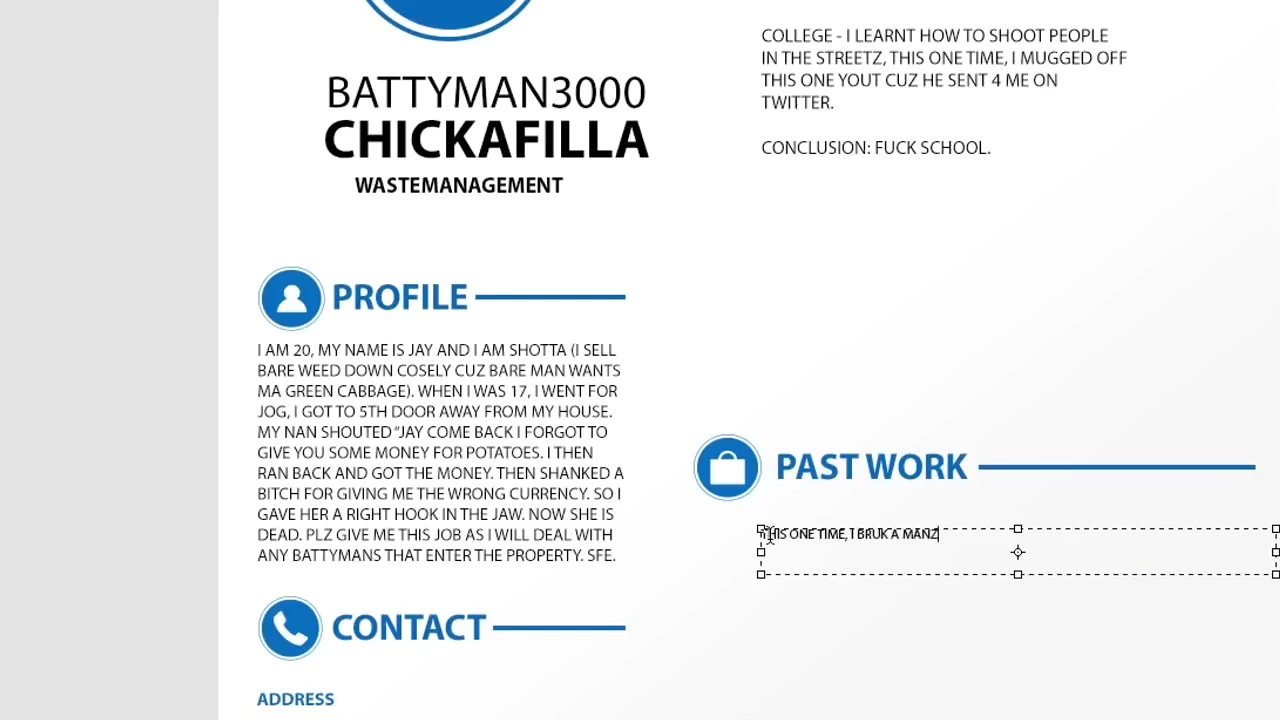 BATTYMAN3000
CHICKAFILLA
WASTEMANAGEMENT
PROFILE
I AM 20, MY NAME IS JAY AND I AM SHOTTA (I SELL
BARE WEED DOWN COSELY CUZ BARE MAN WANTS
MA GREEN CABBAGE). WHEN I WAS 17, I WENT FOR
JOG, I GOT TO 5TH DOOR AWAY FROM MY HOUSE.
MY NAN SHOUTED "JAY COME BACK I FORGOT TO
GIVE YOU SOME MONEY FOR POTATOES. I THEN
RAN BACK AND GOT THE MONEY. THEN SHANKED A
BITCH FOR GIVING ME THE WRONG CURRENCY. SO I
GAVE HER A RIGHT HOOK IN THE JAW. NOW SHE IS
DEAD. PLZ GIVE ME THIS JOB AS I WILL DEAL WITH
ANY BATTYMANS THAT ENTER THE PROPERTY. SFE.
CONTACT
ADDRESS
COLLEGE - I LEARNT HOW TO SHOOT PEOPLE
IN THE STREETZ, THIS ONE TIME, I MUGGED OFF
THIS ONE YOUT CUZ HE SENT 4 ME ON
TWITTER.
CONCLUSION: FUCK SCHOOL.
PAST WORK
THIS ONE TIME, I BRUK A MANZ